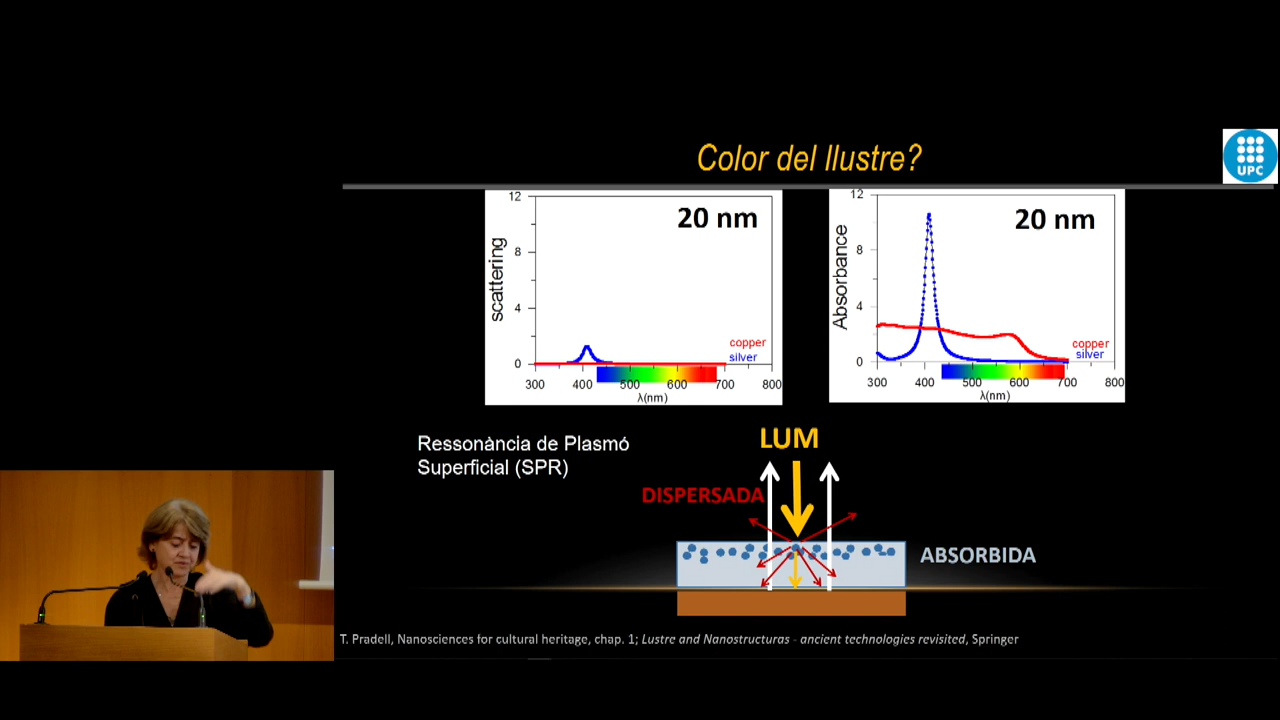 Color del llustre?
UPC
12
8
4
0
scattering
20 nm
copper
silver
300 400 500 600 700 800
λ(nm)
12
8
4
0
Absorbance
20 nm
copper
silver
300 400 500 600 700 800
λ(nm)
Ressonància de Plasmó
Superficial (SPR)
LUM
DISPERSADA
ABSORBIDA
T. Pradell, Nanosciences for cultural heritage, chap. 1; Lustre and Nanostructuras - ancient technologies revisited, Springer